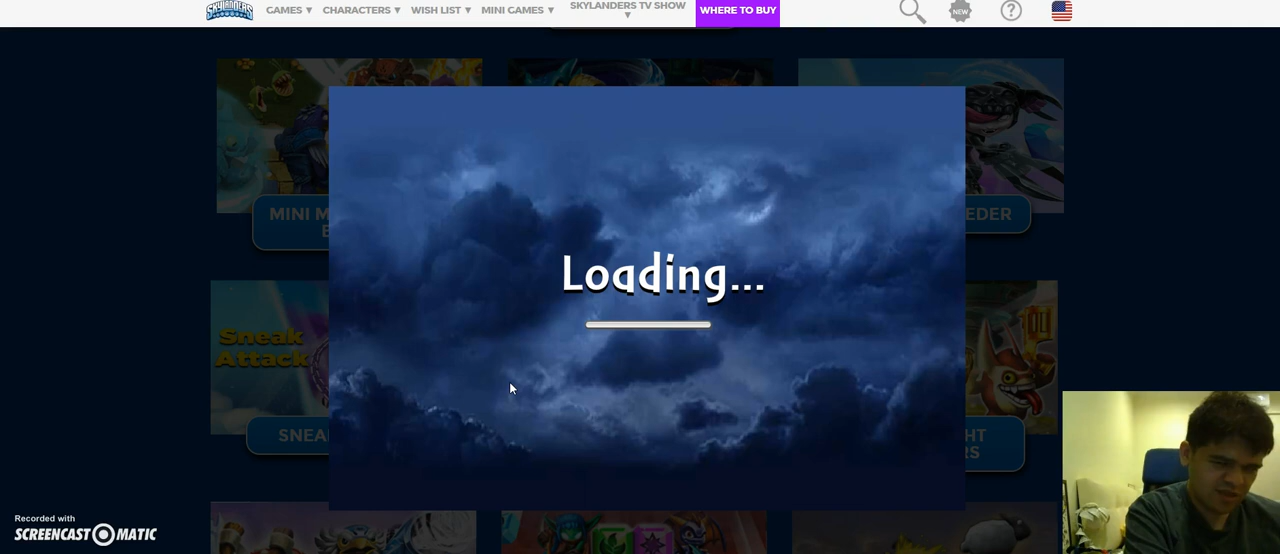 SKYLANDERS
GAMES ▼ CHARACTERS ▼ WISH LIST ▼ MINI GAMES ▼ SKYLANDERS TV SHOW ▼ WHERE TO BUY NEW ?
MINI M
E
EDER
Loading...
Sneak
Attack
SNEA
HT
RS
Recorded with
SCREENCAST MATIC